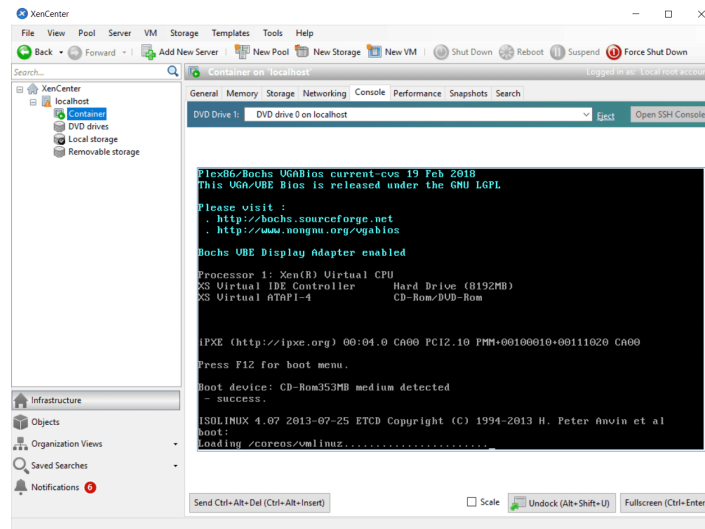 XenCenter
File View Pool Server VM Storage Templates Tools Help
Back Forward Add New Server New Pool New Storage New VM Shut Down Reboot Suspend Force Shut Down
Search...
Container on 'localhost'
Logged in as: Local root accour
XenCenter
localhost
Container
DVD drives
Local storage
Removable storage
General Memory Storage Networking Console Performance Snapshots Search
DVD Drive 1: DVD drive 0 on localhost Eject Open SSH Console
Plex86/Bochs VGABios current-cvs 19 Feb 2018
This VGA/VBE Bios is released under the GNU LGPL
Please visit :
. http://bochs.sourceforge.net
. http://www.nongnu.org/vgabios
Bochs VBE Display Adapter enabled
Processor 1: Xen(R) Virtual CPU
XS Virtual IDE Controller Hard Drive (8192MB)
XS Virtual ATAPI-4 CD-Rom/DVD-Rom
iPXE (http://ipxe.org) 00:04.0 CA00 PCI2.10 PMM+00100010+00111020 CA00
Press F12 for boot menu.
Boot device: CD-Rom353MB medium detected
- success.
ISOLINUX 4.07 2013-07-25 ETCD Copyright (C) 1994-2013 H. Peter Anvin et al
boot:
Loading /coreos/vmlinuz......................_
Infrastructure
Objects
Organization Views
Saved Searches
Notifications 6
Send Ctrl+Alt+Del (Ctrl+Alt+Insert) Scale Undock (Alt+Shift+U) Fullscreen (Ctrl+Enter